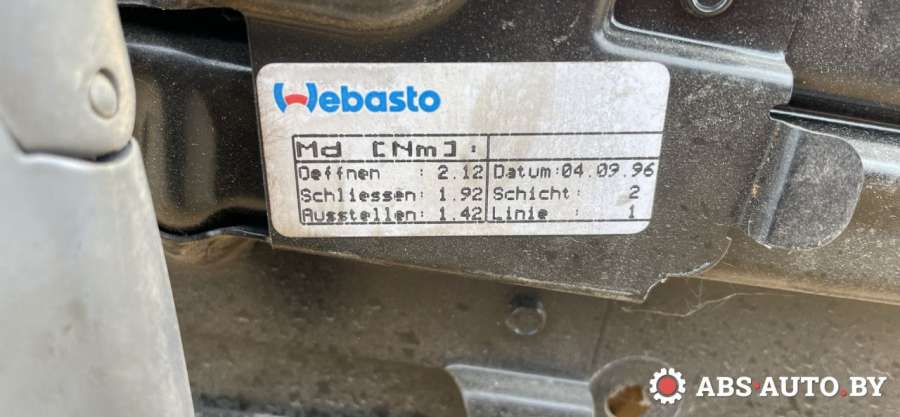 Webasto
Md [Nm]:
Oeffnen : 2.12 Datum:04.09.96
Schliessen: 1.92 Schicht: 2
Ausstellen: 1.42 Linie : 1
ABS-AUTO.BY